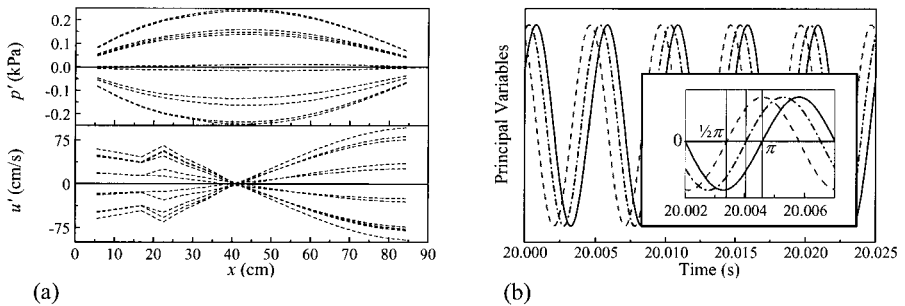 0.2
0.1
0.0
-0.1
-0.2
p′ (kPa)
75
0
-75
u′ (cm/s)
0 10 20 30 40 50 60 70 80 90
x (cm)
(a)
Principal Variables
0
½π
π
20.002 20.004 20.006
20.000 20.005 20.010 20.015 20.020 20.025
Time (s)
(b)